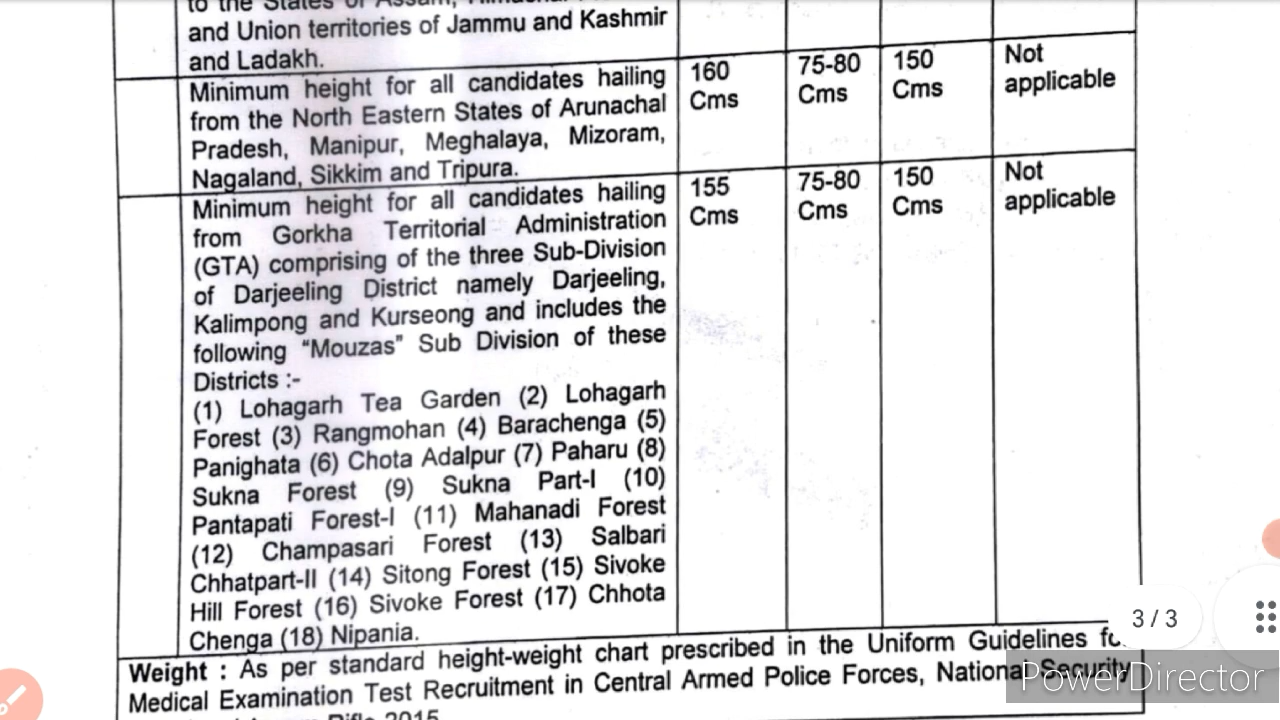 to the States of Assam,
and Union territories of Jammu and Kashmir
and Ladakh.
Minimum height for all candidates hailing
from the North Eastern States of Arunachal
Pradesh, Manipur, Meghalaya, Mizoram,
Nagaland, Sikkim and Tripura.
160
Cms
75-80
Cms
150
Cms
Not
applicable
Minimum height for all candidates hailing
from Gorkha Territorial Administration
(GTA) comprising of the three Sub-Division
of Darjeeling District namely Darjeeling,
Kalimpong and Kurseong and includes the
following “Mouzas” Sub Division of these
Districts :-
(1) Lohagarh Tea Garden (2) Lohagarh
Forest (3) Rangmohan (4) Barachenga (5)
Panighata (6) Chota Adalpur (7) Paharu (8)
Sukna Forest (9) Sukna Part-I (10)
Pantapati Forest-I (11) Mahanadi Forest
(12) Champasari Forest (13) Salbari
Chhatpart-II (14) Sitong Forest (15) Sivoke
Hill Forest (16) Sivoke Forest (17) Chhota
Chenga (18) Nipania.
155
Cms
75-80
Cms
150
Cms
Not
applicable
Weight : As per standard height-weight chart prescribed in the Uniform Guidelines
Medical Examination Test Recruitment in Central Armed Police Forces, National Security
Rifle 2015
3 / 3
PowerDirector